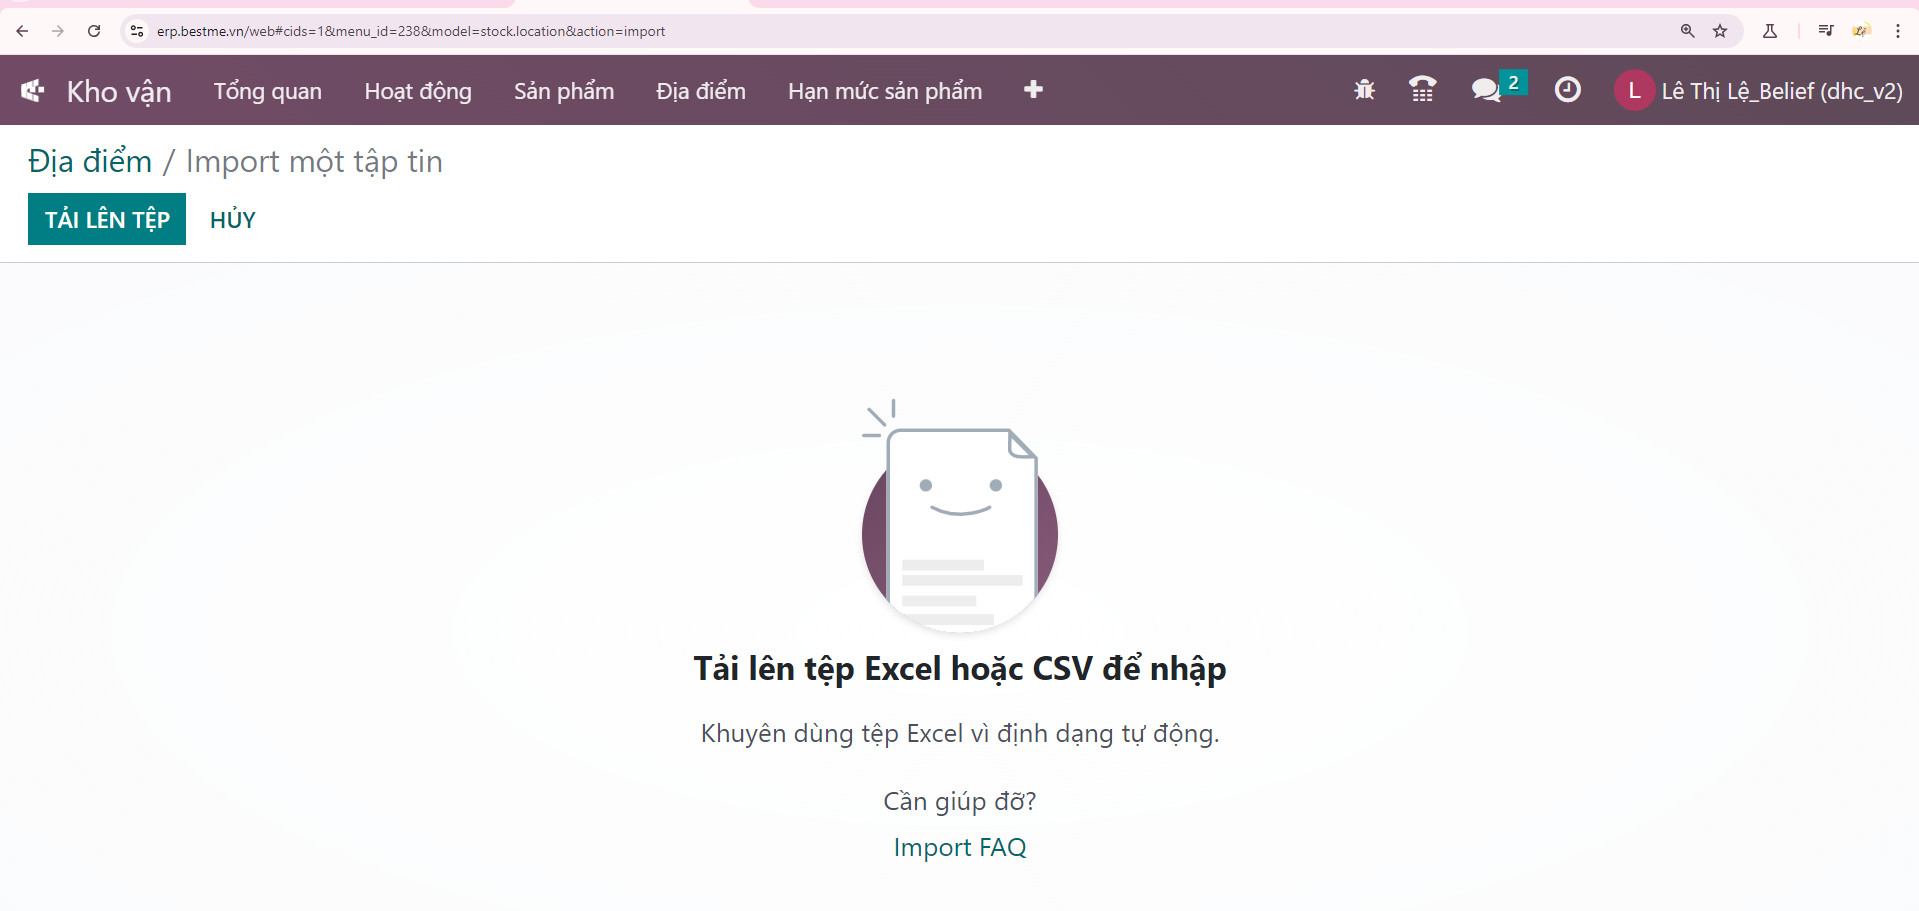 erp.bestme.vn/web#cids=1&menu_id=238&model=stock.location&action=import
Kho vận Tổng quan Hoạt động Sản phẩm Địa điểm Hạn mức sản phẩm 2 L Lê Thị Lệ_Belief (dhc_v2)
Địa điểm / Import một tập tin
TẢI LÊN TỆP HỦY
Tải lên tệp Excel hoặc CSV để nhập
Khuyên dùng tệp Excel vì định dạng tự động.
Cần giúp đỡ?
Import FAQ